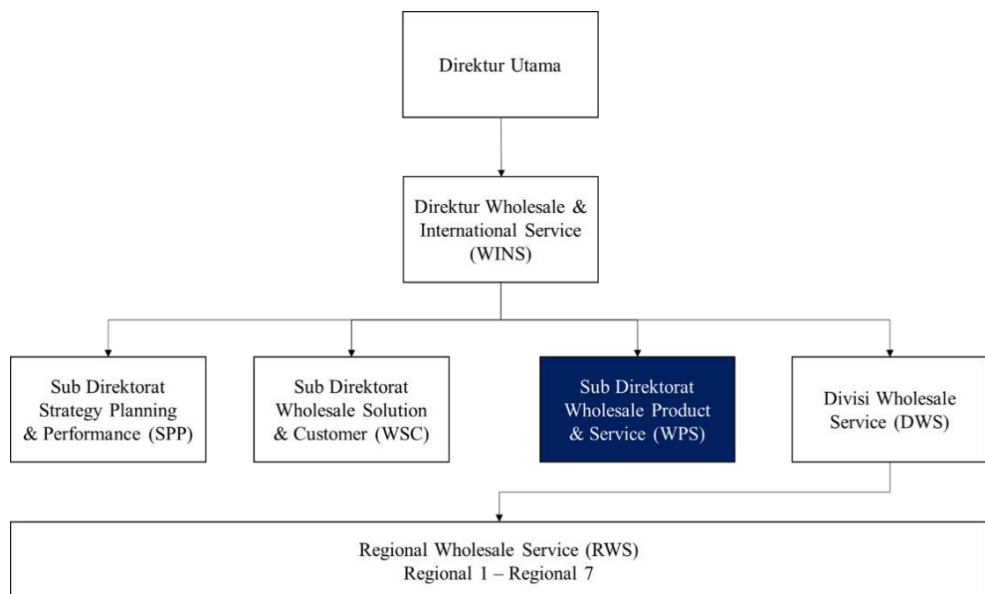 Direktur Utama
Direktur Wholesale &
International Service
(WINS)
Sub Direktorat
Strategy Planning
& Performance (SPP)
Sub Direktorat
Wholesale Solution
& Customer (WSC)
Sub Direktorat
Wholesale Product
& Service (WPS)
Divisi Wholesale
Service (DWS)
Regional Wholesale Service (RWS)
Regional 1 – Regional 7